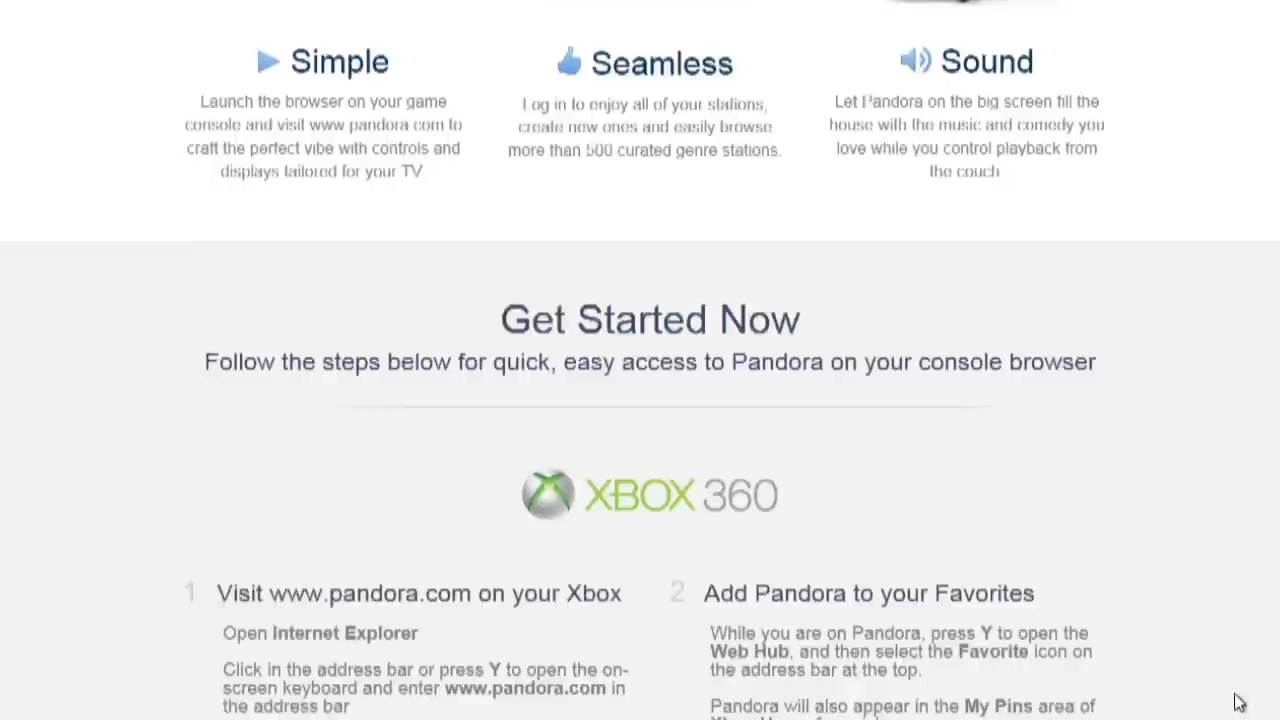 Simple
Launch the browser on your game
console and visit www pandora com to
craft the perfect vibe with controls and
displays tailored for your TV
Seamless
Log in to enjoy all of your stations,
create new ones and easily browse
more than 500 curated genre stations.
Sound
Let Pandora on the big screen fill the
house with the music and comedy you
love while you control playback from
the couch
Get Started Now
Follow the steps below for quick, easy access to Pandora on your console browser
XBOX 360
1 Visit www.pandora.com on your Xbox
Open Internet Explorer
Click in the address bar or press Y to open the on-
screen keyboard and enter www.pandora.com in
the address bar
2 Add Pandora to your Favorites
While you are on Pandora, press Y to open the
Web Hub, and then select the Favorite icon on
the address bar at the top.
Pandora will also appear in the My Pins area of